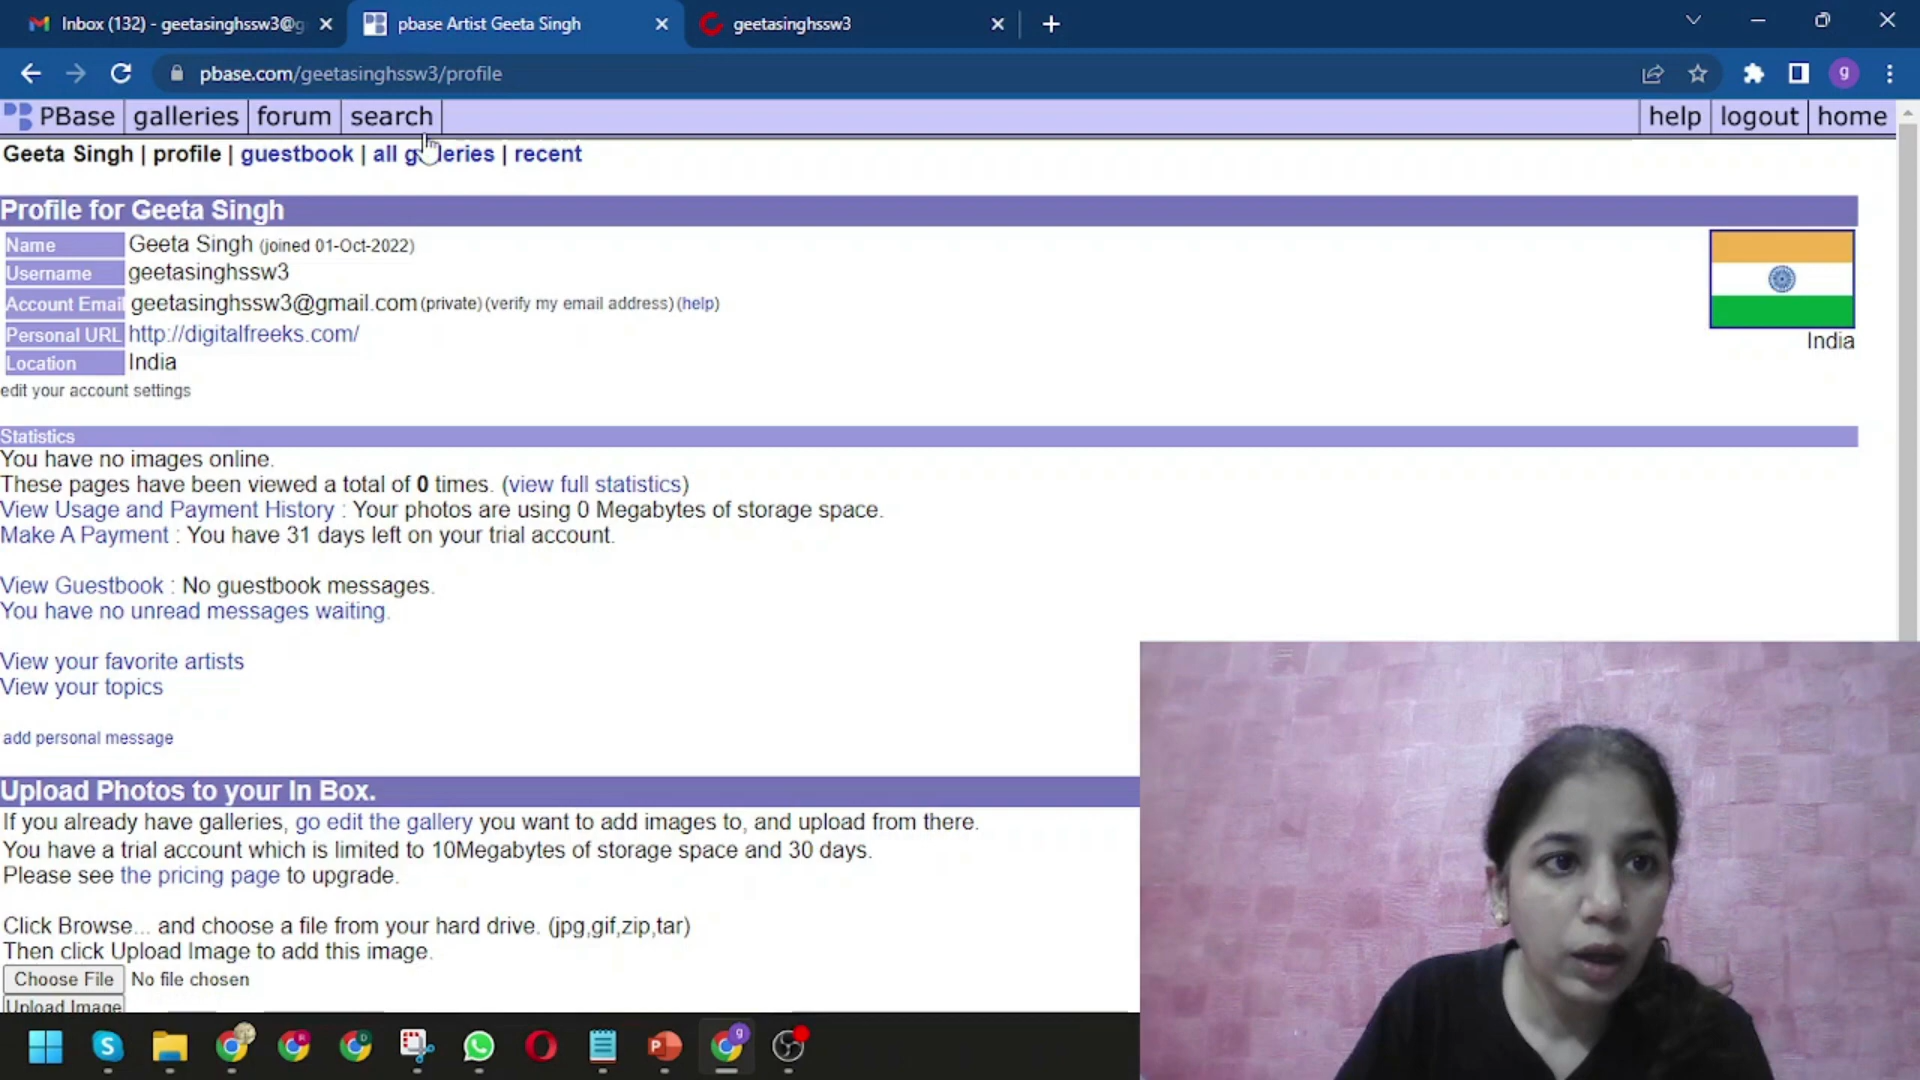 Inbox (132) - geetasinghssw3@g
pbase Artist Geeta Singh
geetasinghssw3
pbase.com/geetasinghssw3/profile
g
PBase galleries forum search help logout home
Geeta Singh | profile | guestbook | all galleries | recent
Profile for Geeta Singh
Name Geeta Singh (joined 01-Oct-2022)
Username geetasinghssw3
Account Email geetasinghssw3@gmail.com (private) (verify my email address) (help)
Personal URL http://digitalfreeks.com/
Location India
India
edit your account settings
Statistics
You have no images online.
These pages have been viewed a total of 0 times. (view full statistics)
View Usage and Payment History : Your photos are using 0 Megabytes of storage space.
Make A Payment : You have 31 days left on your trial account.
View Guestbook : No guestbook messages.
You have no unread messages waiting.
View your favorite artists
View your topics
add personal message
Upload Photos to your In Box.
If you already have galleries, go edit the gallery you want to add images to, and upload from there.
You have a trial account which is limited to 10Megabytes of storage space and 30 days.
Please see the pricing page to upgrade.
Click Browse... and choose a file from your hard drive. (jpg,gif,zip,tar)
Then click Upload Image to add this image.
Choose File No file chosen
Upload Image